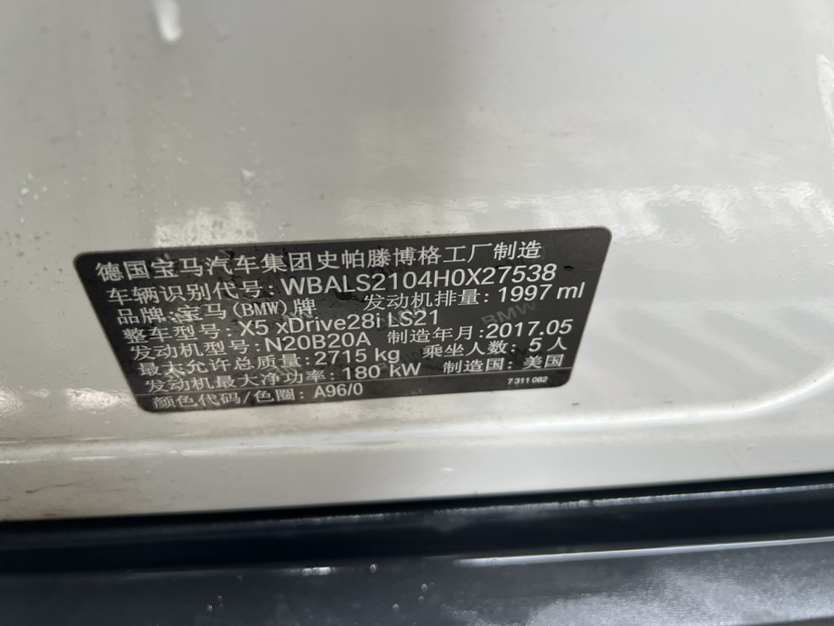 德国宝马汽车集团史帕滕博格工厂制造
车辆识别代号: WBALS2104H0X27538
品牌:宝马(BMW)牌 发动机排量: 1997 ml
整车型号: X5 xDrive28i LS21
发动机型号: N20B20A 制造年月: 2017.05
最大允许总质量: 2715 kg 乘坐人数: 5 人
发动机最大净功率: 180 kW 制造国: 美国
颜色代码/色圈: A96/0 7 311 082